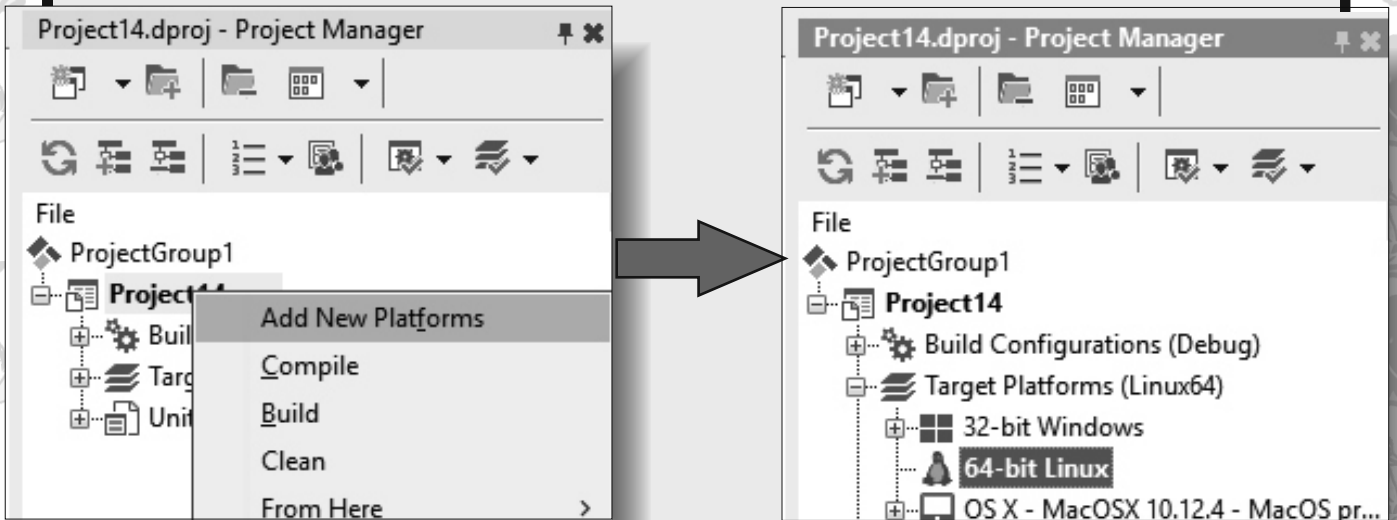 Project14.dproj - Project Manager
File
ProjectGroup1
Project14
Add New Platforms
Buil
Compile
Targ
Build
Unit
Clean
From Here
Project14.dproj - Project Manager
File
ProjectGroup1
Project14
Build Configurations (Debug)
Target Platforms (Linux64)
32-bit Windows
64-bit Linux
OS X - MacOSX 10.12.4 - MacOS pr...